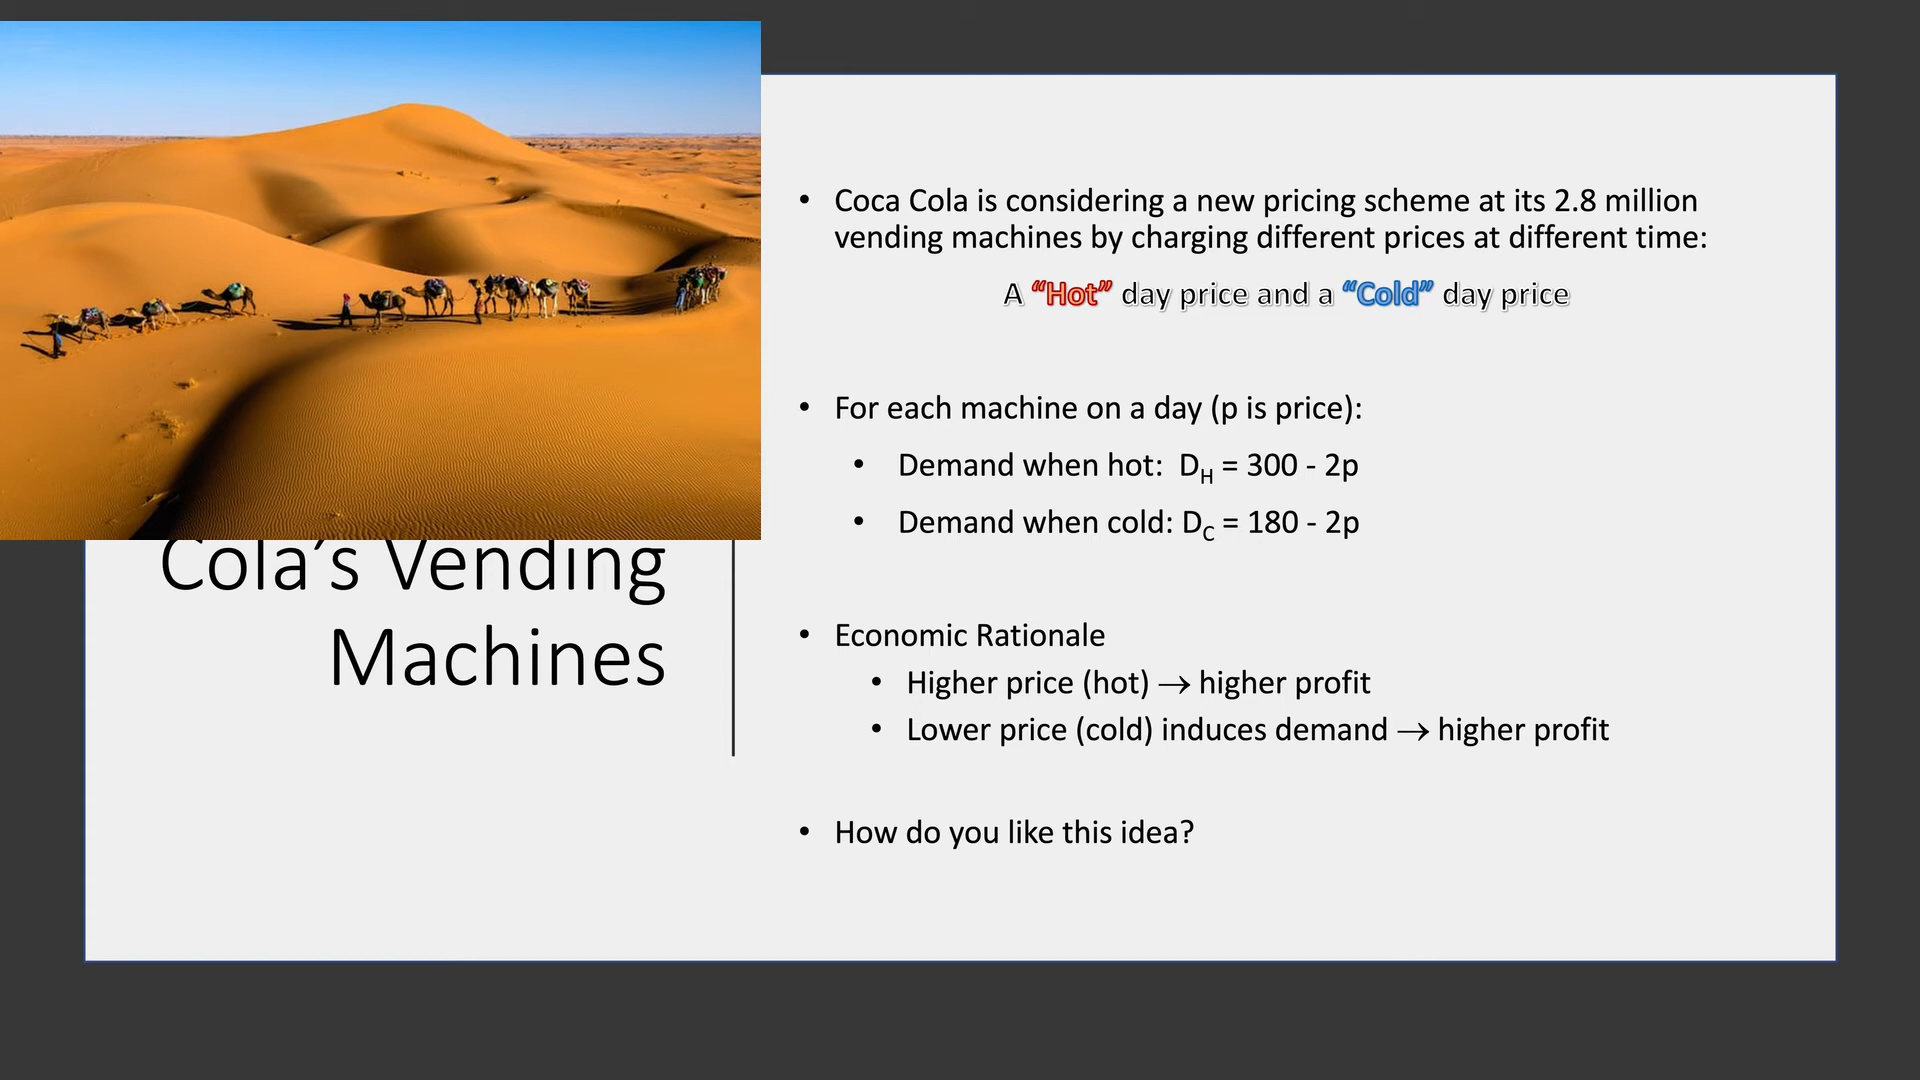 Cola’s Vending
Machines
• Coca Cola is considering a new pricing scheme at its 2.8 million
vending machines by charging different prices at different time:
A “Hot” day price and a “Cold” day price
• For each machine on a day (p is price):
• Demand when hot: D_H = 300 - 2p
• Demand when cold: D_C = 180 - 2p
• Economic Rationale
• Higher price (hot) → higher profit
• Lower price (cold) induces demand → higher profit
• How do you like this idea?